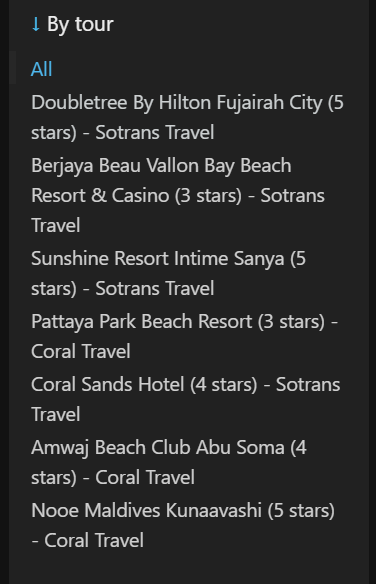 ↓ By tour
All
Doubletree By Hilton Fujairah City (5
stars) - Sotrans Travel
Berjaya Beau Vallon Bay Beach
Resort & Casino (3 stars) - Sotrans
Travel
Sunshine Resort Intime Sanya (5
stars) - Sotrans Travel
Pattaya Park Beach Resort (3 stars) -
Coral Travel
Coral Sands Hotel (4 stars) - Sotrans
Travel
Amwaj Beach Club Abu Soma (4
stars) - Coral Travel
Nooe Maldives Kunaavashi (5 stars)
- Coral Travel